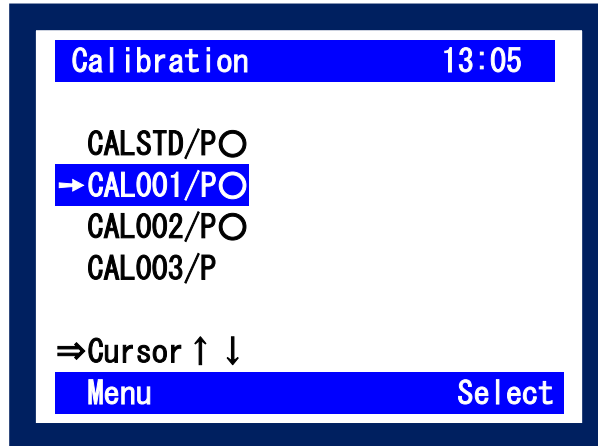 Calibration 13:05
CALSTD/P○
→CAL001/P○
CAL002/P○
CAL003/P
⇒Cursor↑↓
Menu Select